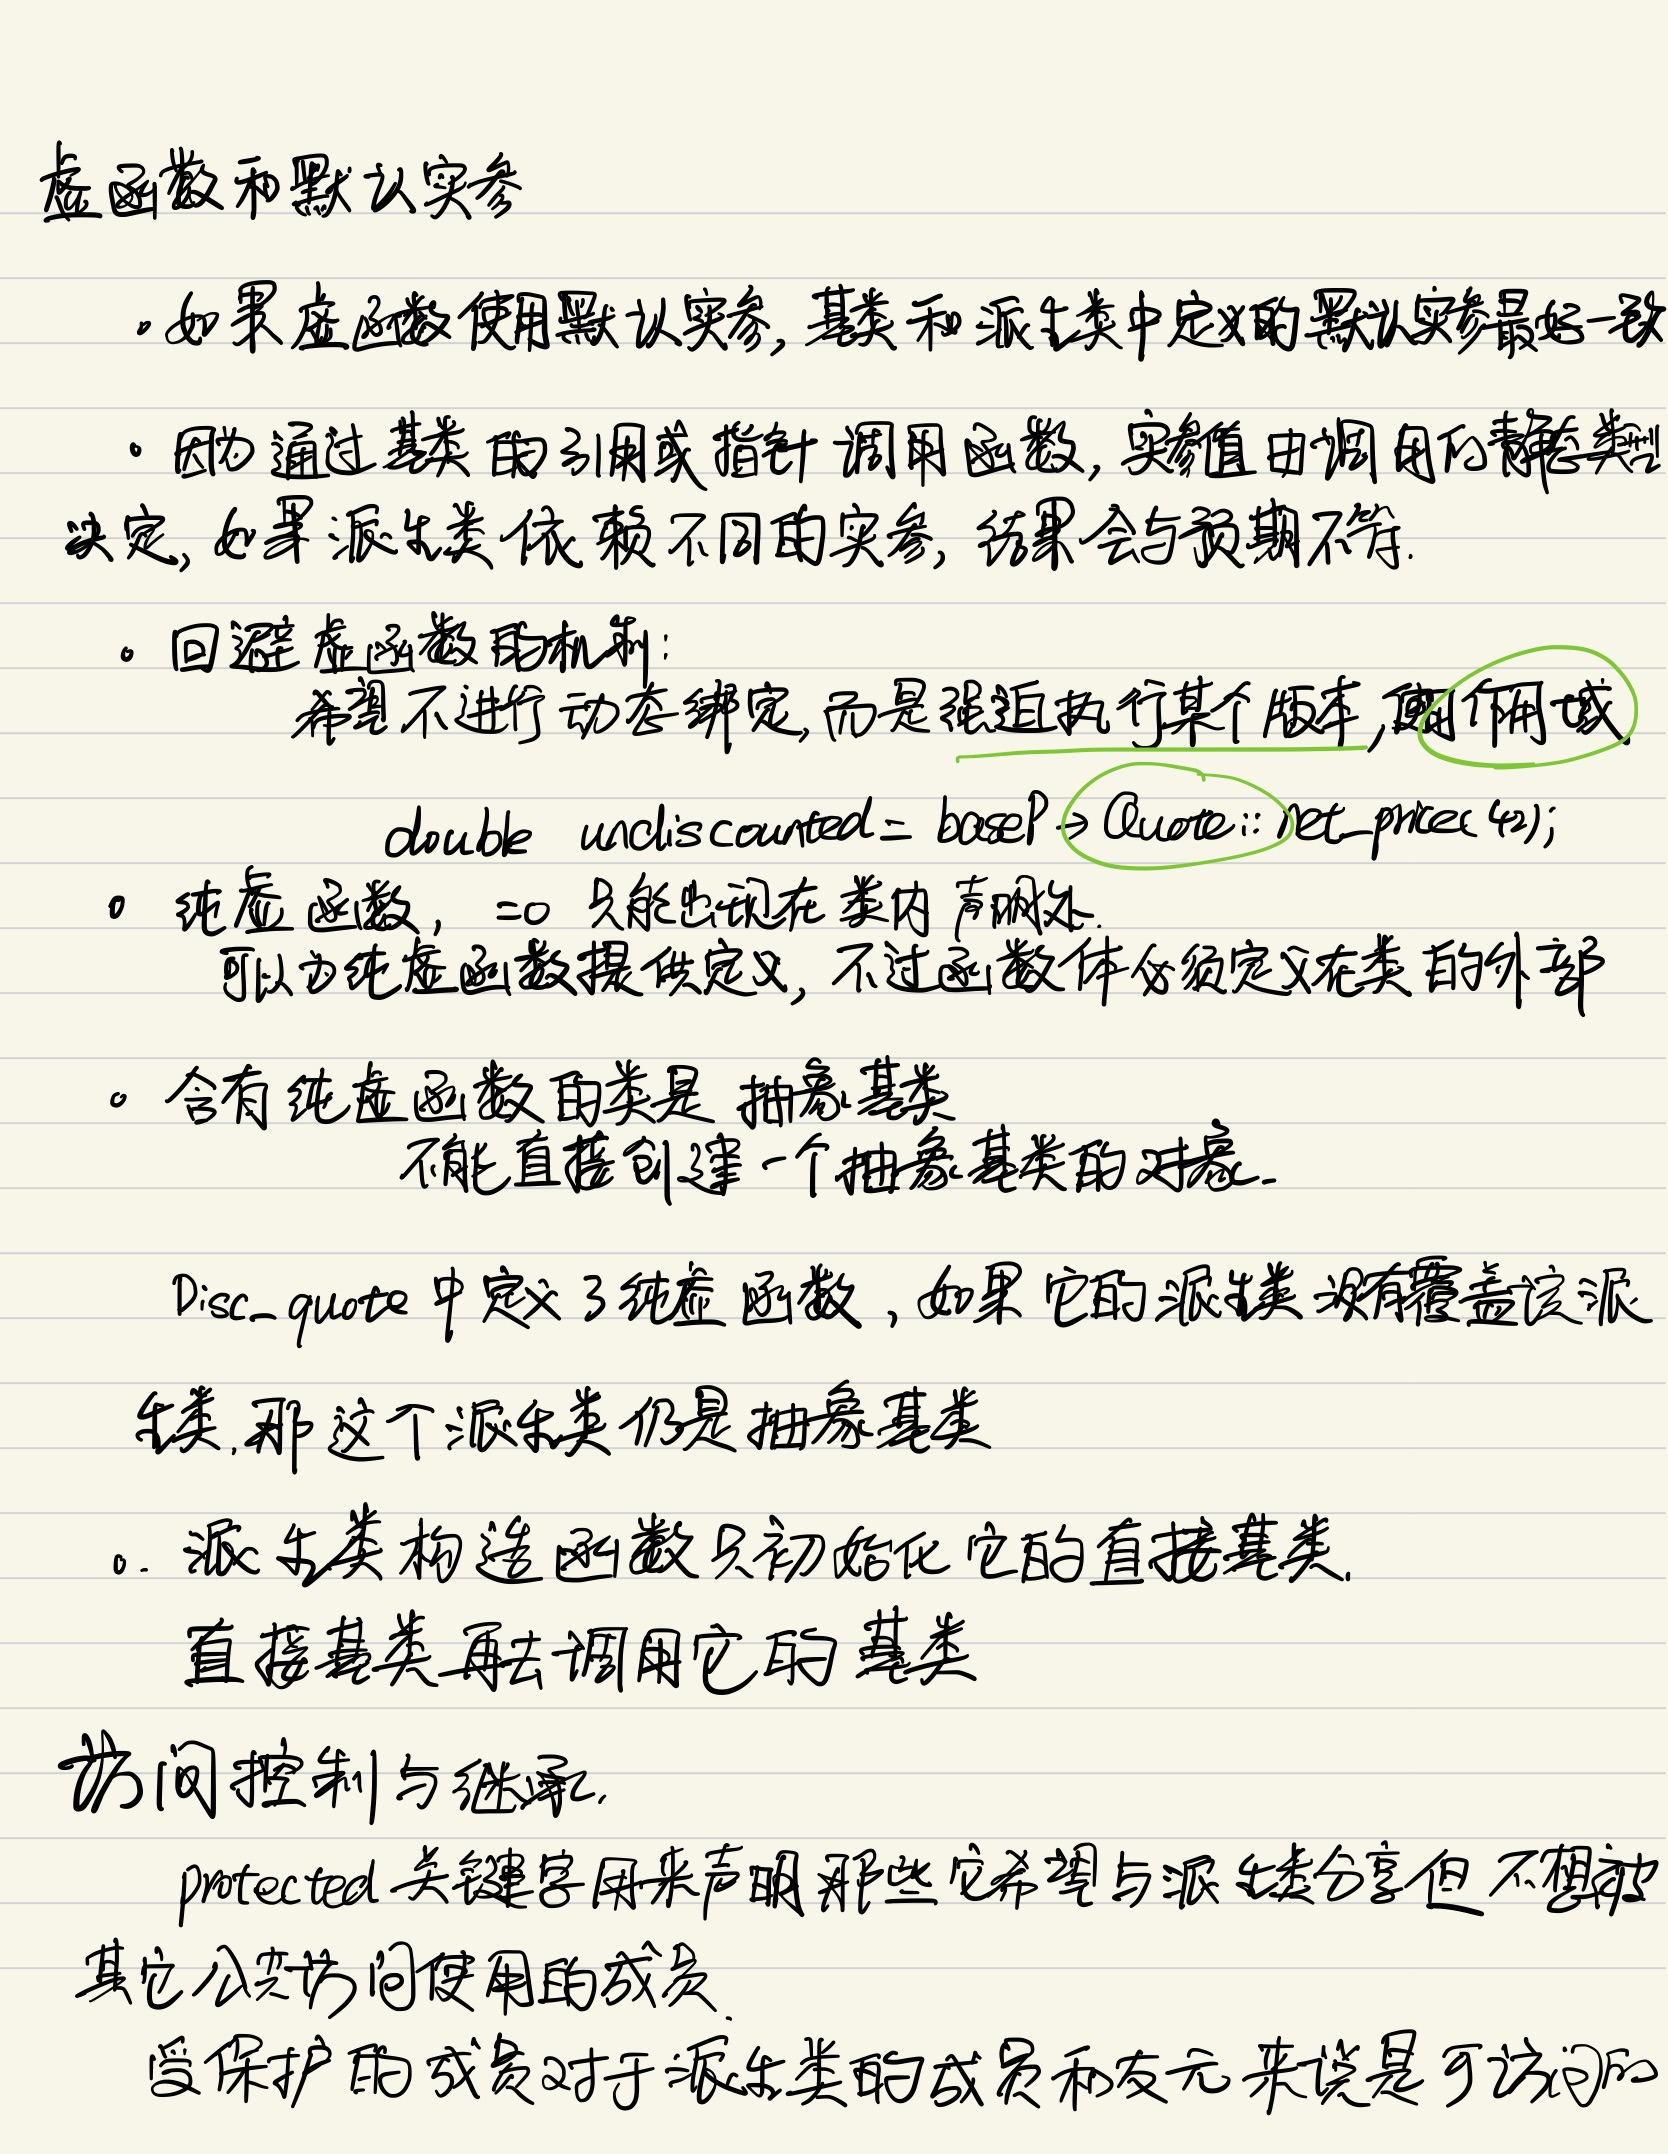 虚函数和默认实参
。如果虚函数使用默认实参,基类和派生类中定义的默认实参最好一致
。因为通过基类的引用或指针调用函数,实参值由调用的静态类型
决定,如果派生类依赖不同的实参,结果会与预期不符.
。回避虚函数的机制:
希望不进行动态绑定,而是强迫执行某个版本,使用作用域
double undiscounted = baseP → Quote :: net_price(42);
。纯虚函数, =0 只能出现在类内声明处.
可以为纯虚函数提供定义,不过函数体必须定义在类的外部
。含有纯虚函数的类是 抽象基类
不能直接创建一个抽象基类的对象.
Disc_quote 中定义了纯虚函数,如果它的派生类没有覆盖该派
生类.那这个派生类仍是抽象基类
。. 派生类构造函数只初始化它的直接基类.
直接基类再去调用它的基类
访问控制与继承.
protected 关键字用来声明那些它希望与派生类分享但不想被
其它公共访问使用的成员.
受保护的成员对于派生类的成员和友元来说是可访问的